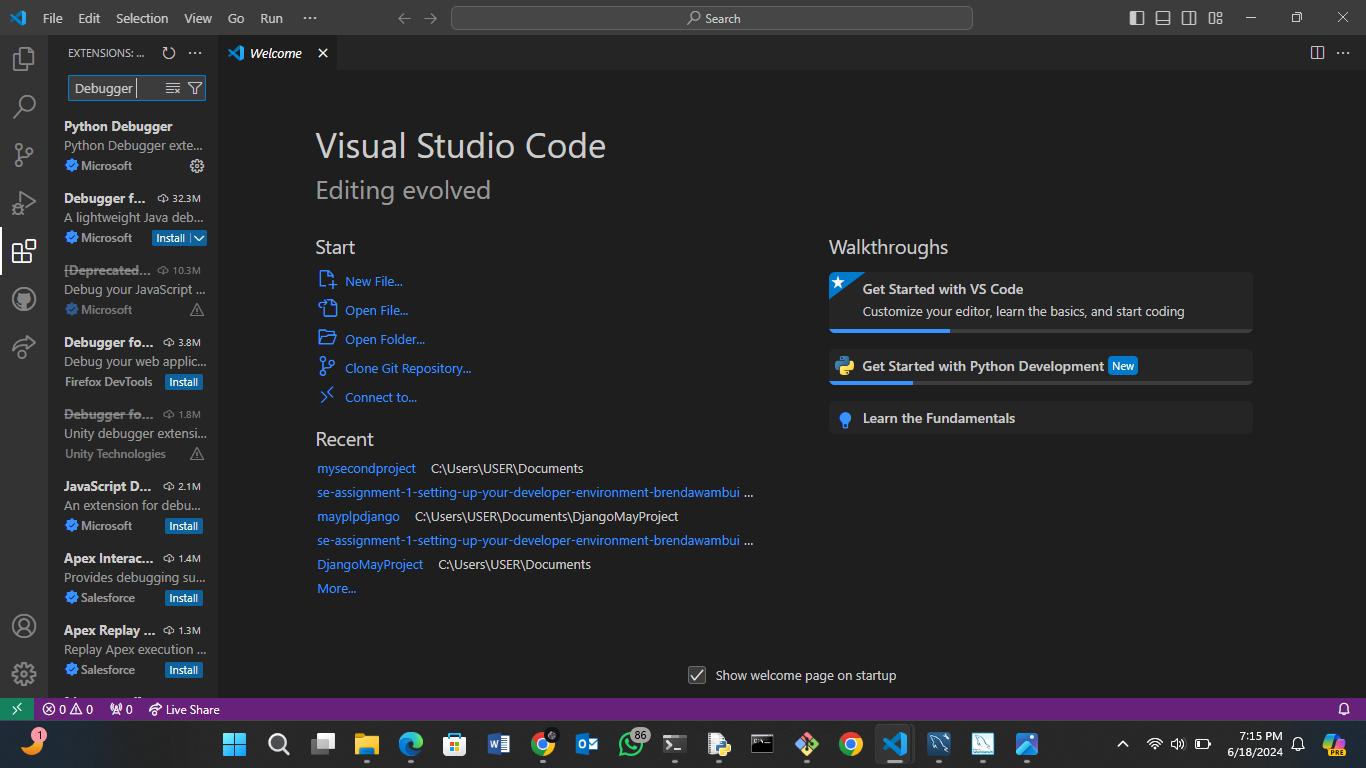 File Edit Selection View Go Run ···
Search
EXTENSIONS: ...
Welcome
Debugger
Python Debugger
Python Debugger exte...
Microsoft
Debugger f... 32.3M
A lightweight Java deb...
Microsoft Install
[Deprecated... 10.3M
Debug your JavaScript ...
Microsoft
Debugger fo... 3.8M
Debug your web applic...
Firefox DevTools Install
Debugger fo... 1.8M
Unity debugger extensi...
Unity Technologies
JavaScript D... 2.1M
An extension for debu...
Microsoft Install
Apex Interac... 1.4M
Provides debugging su...
Salesforce Install
Apex Replay ... 1.3M
Replay Apex execution ...
Salesforce Install
Visual Studio Code
Editing evolved
Start
New File...
Open File...
Open Folder...
Clone Git Repository...
Connect to...
Recent
mysecondproject C:\Users\USER\Documents
se-assignment-1-setting-up-your-developer-environment-brendawambui ...
mayplpdjango C:\Users\USER\Documents\DjangoMayProject
se-assignment-1-setting-up-your-developer-environment-brendawambui ...
DjangoMayProject C:\Users\USER\Documents
More...
Walkthroughs
Get Started with VS Code
Customize your editor, learn the basics, and start coding
Get Started with Python Development New
Learn the Fundamentals
Show welcome page on startup
0 0 0 Live Share
1
86
7:15 PM
6/18/2024
PRE